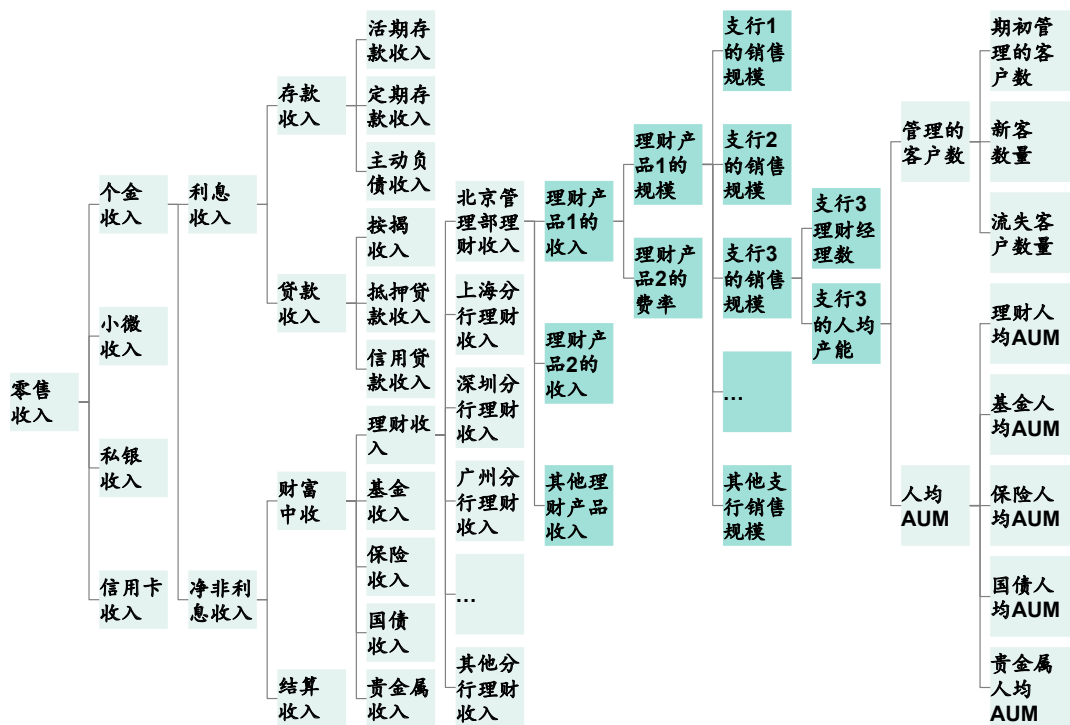 零售
收入
个金
收入
小微
收入
私银
收入
信用卡
收入
利息
收入
净非利
息收入
存款
收入
贷款
收入
财富
中收
结算
收入
活期存
款收入
定期存
款收入
主动负
债收入
按揭
收入
抵押贷
款收入
信用贷
款收入
理财收
入
基金
收入
保险
收入
国债
收入
贵金属
收入
北京管
理部理
财收入
上海分
行理财
收入
深圳分
行理财
收入
广州分
行理财
收入
...
其他分
行理财
收入
理财产
品1的
收入
理财产
品2的
收入
其他理
财产品
收入
理财产
品1的
规模
理财产
品2的
费率
支行1
的销售
规模
支行2
的销售
规模
支行3
的销售
规模
...
其他支
行销售
规模
支行3
理财经
理数
支行3
的人均
产能
管理的
客户数
人均
AUM
期初管
理的客
户数
新客
数量
流失客
户数量
理财人
均AUM
基金人
均AUM
保险人
均AUM
国债人
均AUM
贵金属
人均
AUM